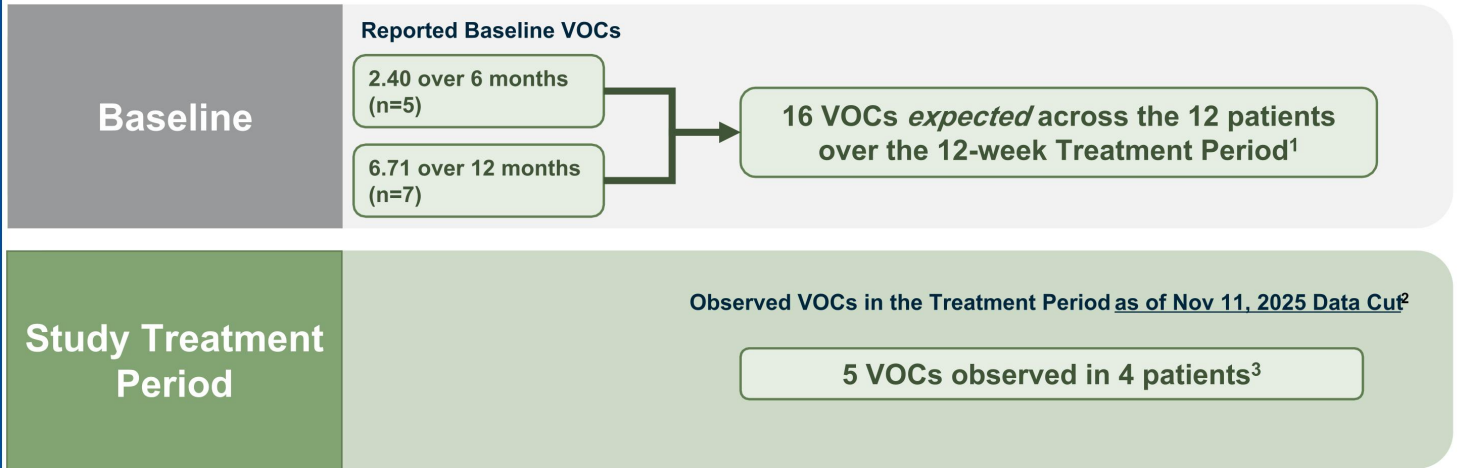 Baseline
Reported Baseline VOCs
2.40 over 6 months
(n=5)
6.71 over 12 months
(n=7)
16 VOCs expected across the 12 patients
over the 12-week Treatment Period¹
Study Treatment
Period
Observed VOCs in the Treatment Period as of Nov 11, 2025 Data Cut²
5 VOCs observed in 4 patients³